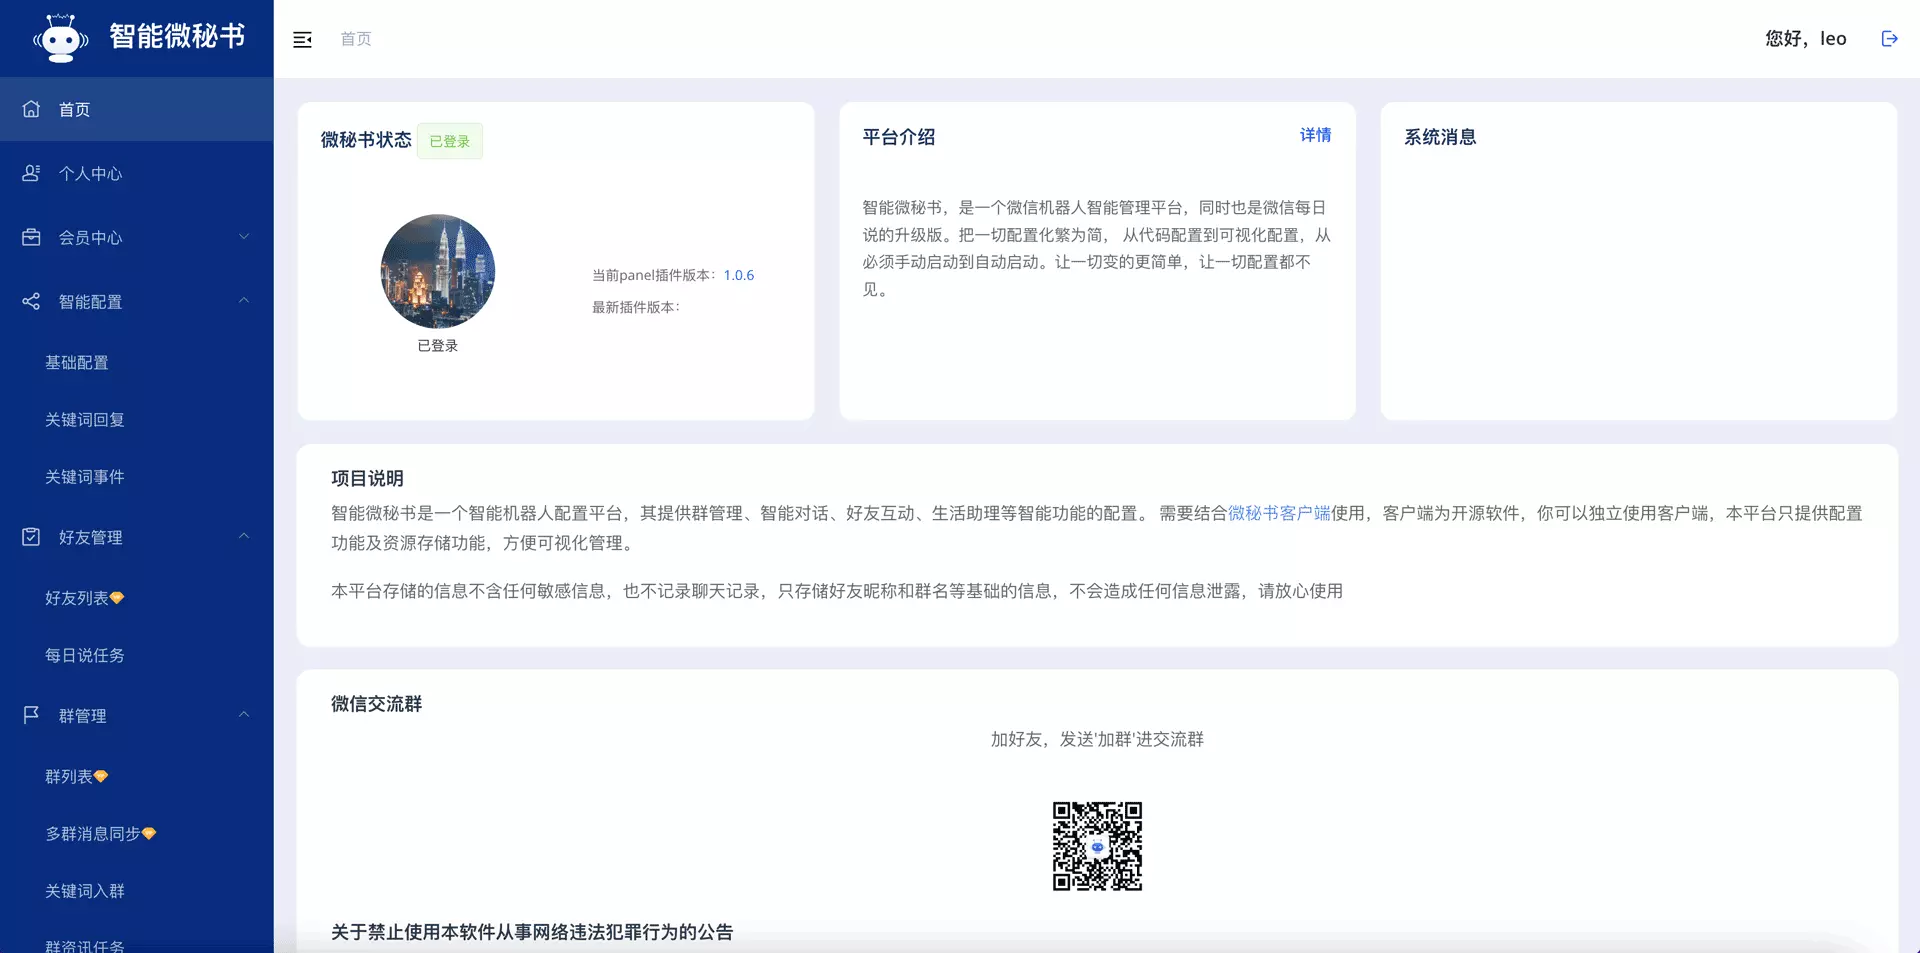 智能微秘书
首页
个人中心
会员中心
智能配置
基础配置
关键词回复
关键词事件
好友管理
好友列表
每日说任务
群管理
群列表
多群消息同步
关键词入群
群资讯任务
首页
您好，leo
微秘书状态 已登录
已登录
当前panel插件版本：1.0.6
最新插件版本：
平台介绍 详情
智能微秘书，是一个微信机器人智能管理平台，同时也是微信每日
说的升级版。把一切配置化繁为简， 从代码配置到可视化配置，从
必须手动启动到自动启动。让一切变的更简单，让一切配置都不
见。
系统消息
项目说明
智能微秘书是一个智能机器人配置平台，其提供群管理、智能对话、好友互动、生活助理等智能功能的配置。 需要结合微秘书客户端使用，客户端为开源软件，你可以独立使用客户端，本平台只提供配置
功能及资源存储功能，方便可视化管理。
本平台存储的信息不含任何敏感信息，也不记录聊天记录，只存储好友昵称和群名等基础的信息，不会造成任何信息泄露，请放心使用
微信交流群
加好友，发送'加群'进交流群
关于禁止使用本软件从事网络违法犯罪行为的公告